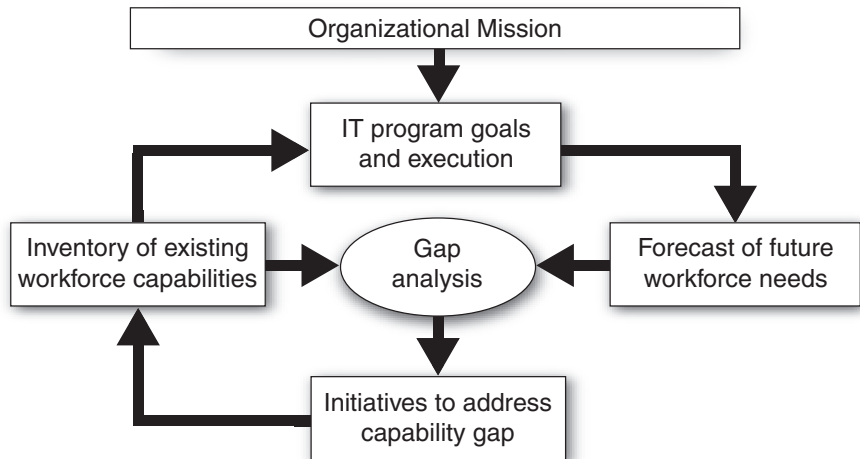 Organizational Mission
IT program goals
and execution
Inventory of existing
workforce capabilities
Gap
analysis
Forecast of future
workforce needs
Initiatives to address
capability gap